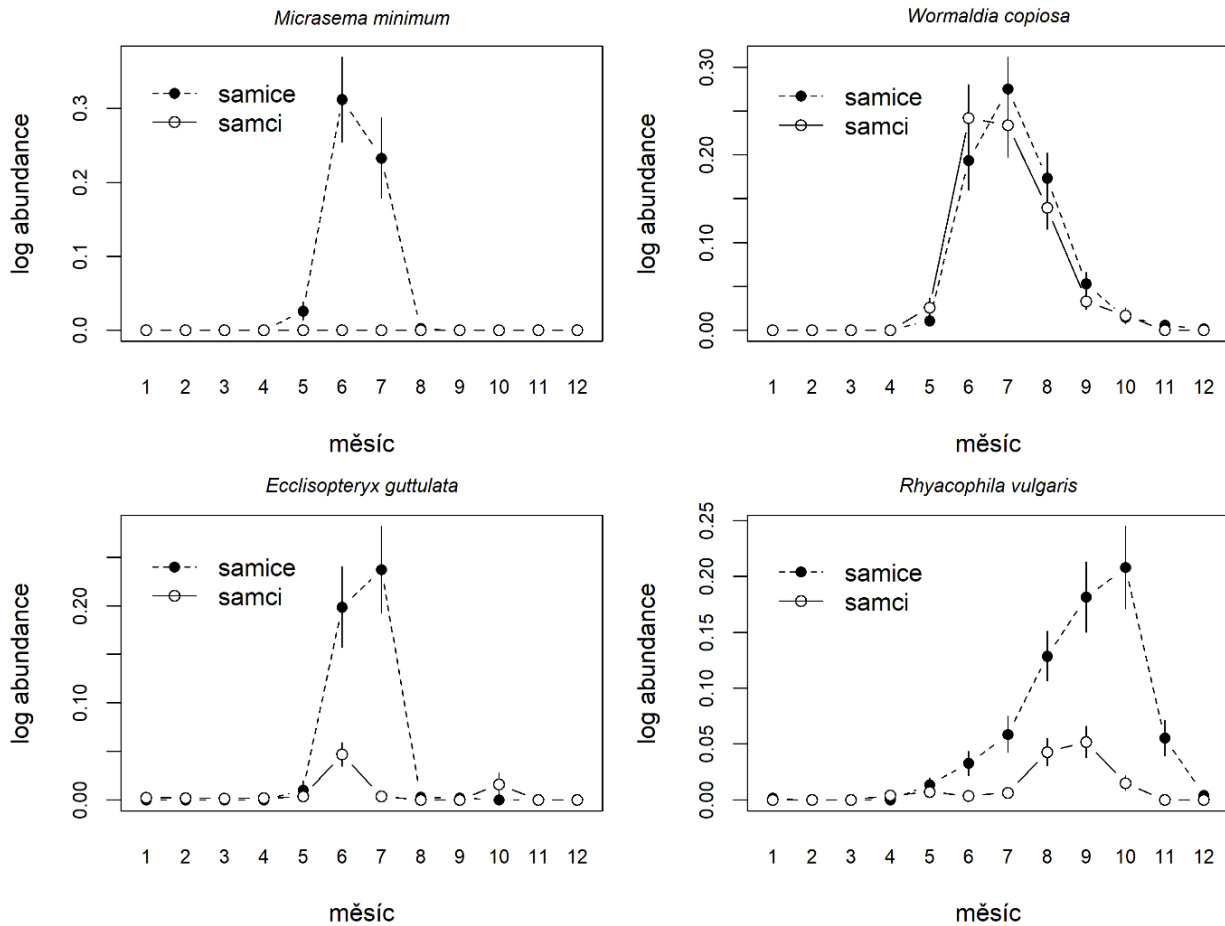 Micrasema minimum
samice
samci
log abundance
0.0 0.1 0.2 0.3
1 2 3 4 5 6 7 8 9 10 11 12
měsíc
Wormaldia copiosa
samice
samci
log abundance
0.00 0.10 0.20 0.30
1 2 3 4 5 6 7 8 9 10 11 12
měsíc
Ecclisopteryx guttulata
samice
samci
log abundance
0.00 0.10 0.20
1 2 3 4 5 6 7 8 9 10 11 12
měsíc
Rhyacophila vulgaris
samice
samci
log abundance
0.00 0.05 0.10 0.15 0.20 0.25
1 2 3 4 5 6 7 8 9 10 11 12
měsíc